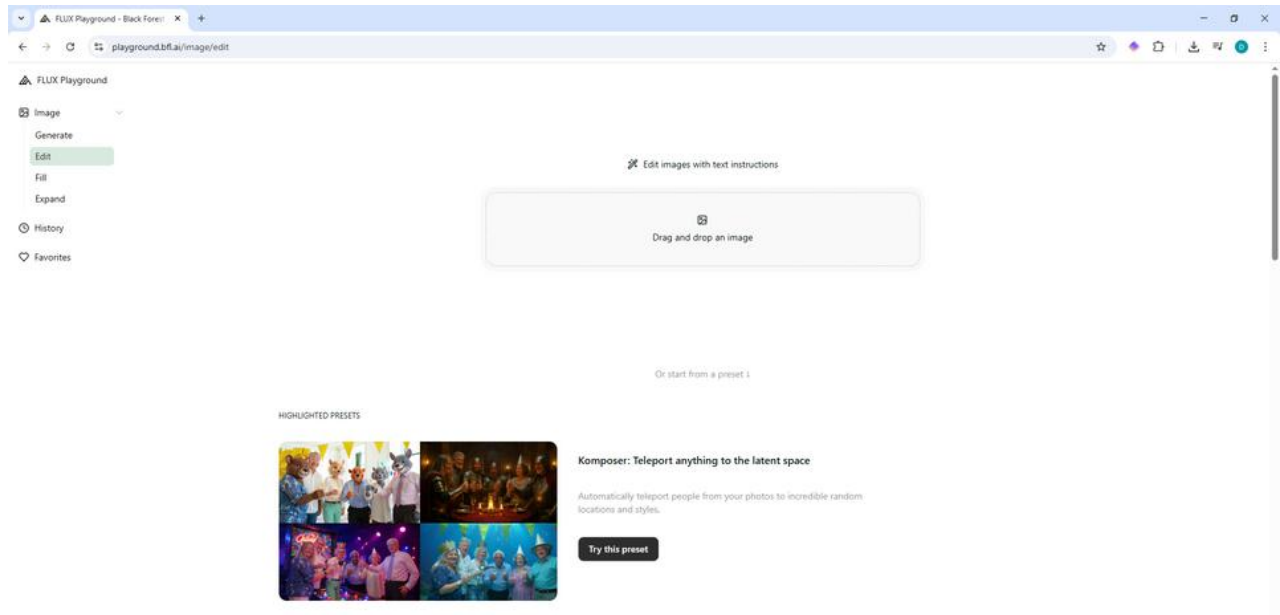 FLUX Playground - Black Forest
playground.bfl.ai/image/edit
FLUX Playground
Image
Generate
Edit
Fill
Expand
History
Favorites
Edit images with text instructions
Drag and drop an image
Or start from a preset ↓
HIGHLIGHTED PRESETS
Komposer: Teleport anything to the latent space
Automatically teleport people from your photos to incredible random
locations and styles.
Try this preset